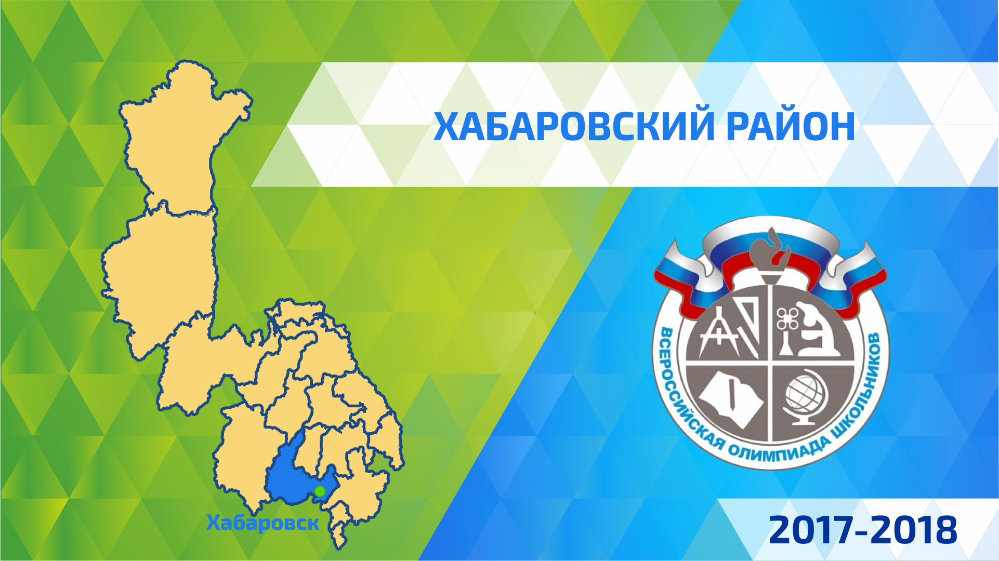 ХАБАРОВСКИЙ РАЙОН
ВСЕРОССИЙСКАЯ ОЛИМПИАДА ШКОЛЬНИКОВ
Хабаровск
2017-2018